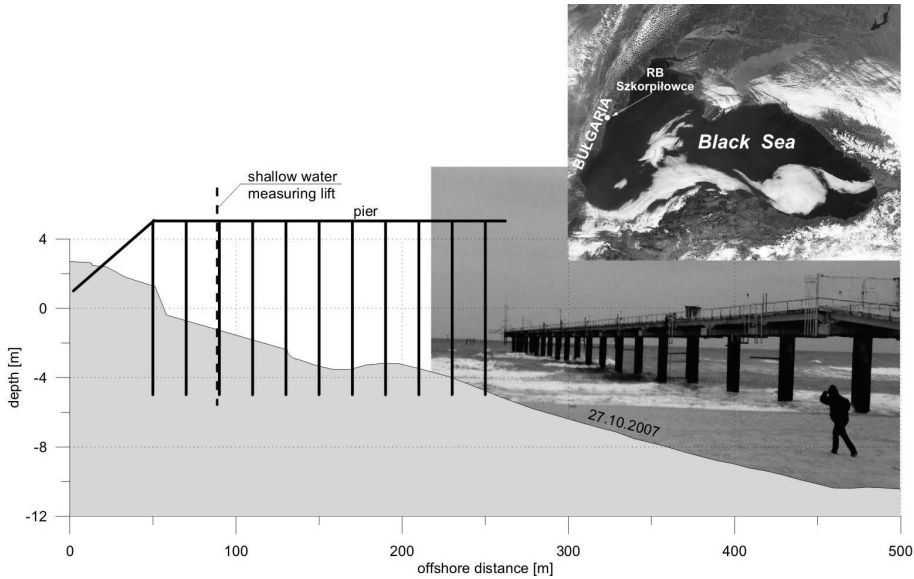 RB
Szkorpiłowce
BULGARIA
Black Sea
shallow water
measuring lift
pier
4
0
-4
-8
-12
depth [m]
27.10.2007
0
100
200
300
400
500
offshore distance [m]